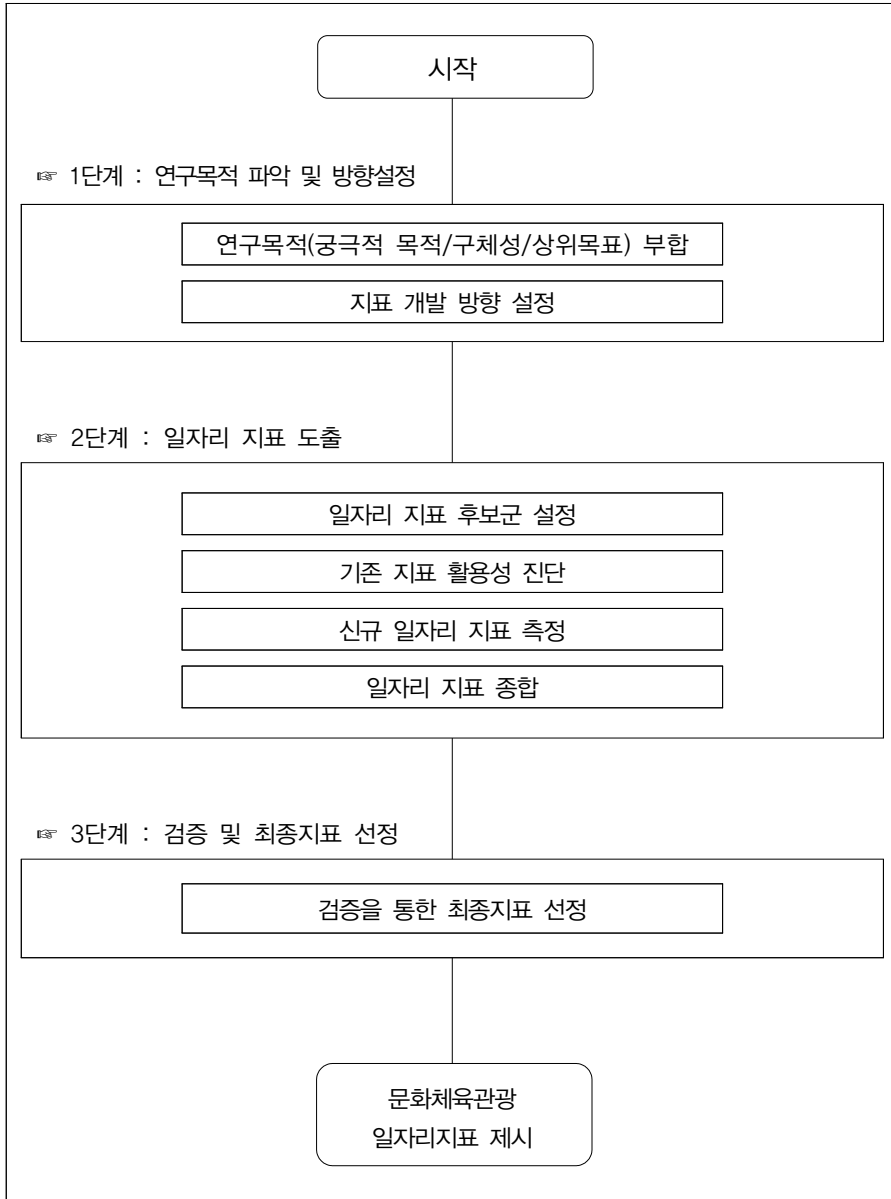 시작
☞ 1단계 : 연구목적 파악 및 방향설정
연구목적(궁극적 목적/구체성/상위목표) 부합
지표 개발 방향 설정
☞ 2단계 : 일자리 지표 도출
일자리 지표 후보군 설정
기존 지표 활용성 진단
신규 일자리 지표 측정
일자리 지표 종합
☞ 3단계 : 검증 및 최종지표 선정
검증을 통한 최종지표 선정
문화체육관광
일자리지표 제시